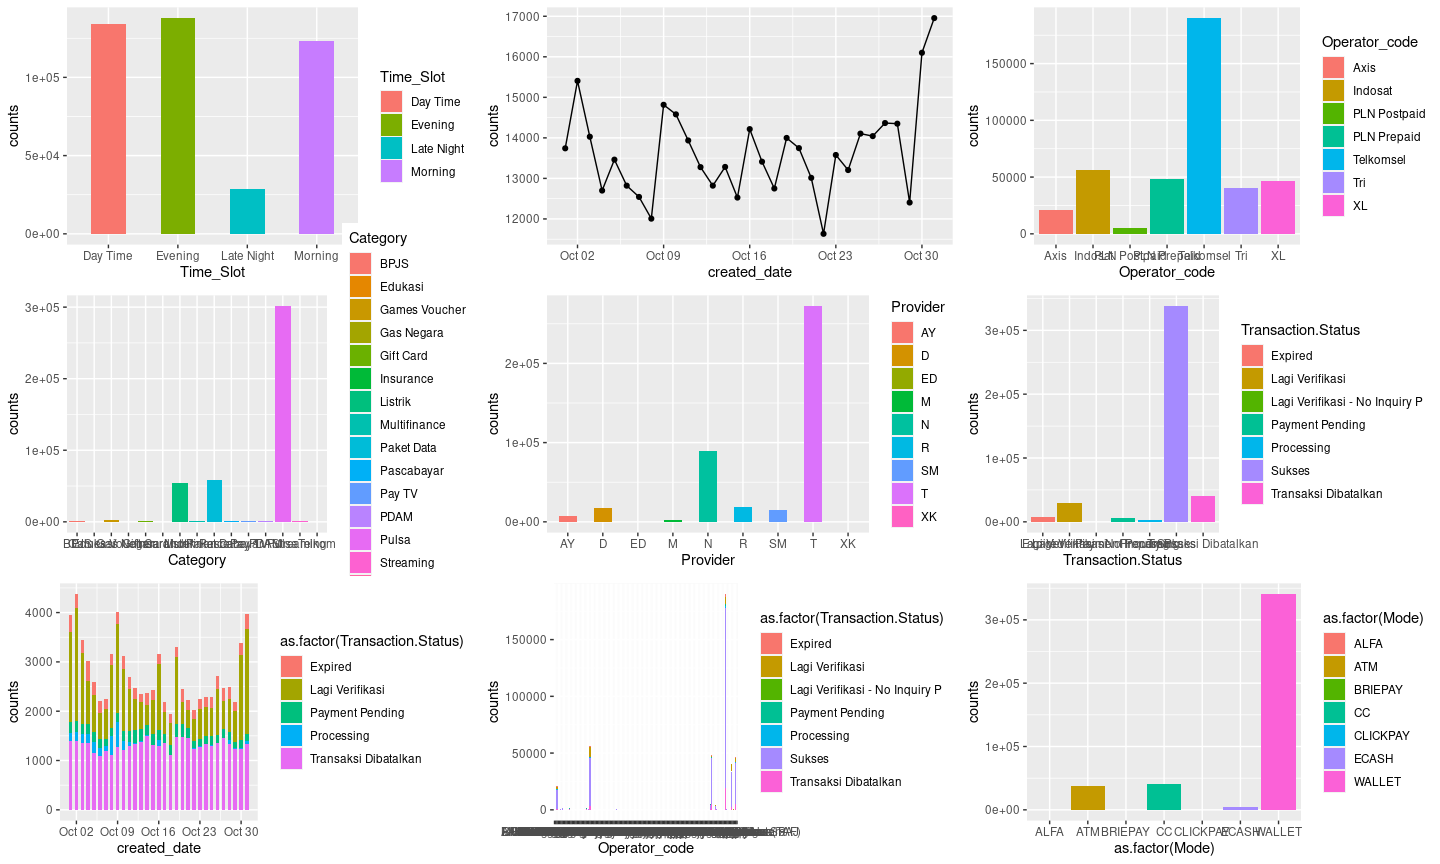 1e+05
5e+04
0e+00
counts
Day Time
Evening
Late Night
Morning
Time_Slot
Time_Slot
Day Time
Evening
Late Night
Morning
17000
16000
15000
14000
13000
12000
counts
Oct 02
Oct 09
Oct 16
Oct 23
Oct 30
created_date
150000
100000
50000
0
counts
Axis
Indosat
PLN Postpaid
PLN Prepaid
Telkomsel
Tri
XL
Operator_code
Operator_code
Axis
Indosat
PLN Postpaid
PLN Prepaid
Telkomsel
Tri
XL
3e+05
2e+05
1e+05
0e+00
counts
Category
Category
BPJS
Edukasi
Games Voucher
Gas Negara
Gift Card
Insurance
Listrik
Multifinance
Paket Data
Pascabayar
Pay TV
PDAM
Pulsa
Streaming
2e+05
1e+05
0e+00
counts
AY
D
ED
M
N
R
SM
T
XK
Provider
Provider
AY
D
ED
M
N
R
SM
T
XK
3e+05
2e+05
1e+05
0e+00
counts
Transaksi Dibatalkan
Transaction.Status
Transaction.Status
Expired
Lagi Verifikasi
Lagi Verifikasi - No Inquiry P
Payment Pending
Processing
Sukses
Transaksi Dibatalkan
4000
3000
2000
1000
0
counts
Oct 02
Oct 09
Oct 16
Oct 23
Oct 30
created_date
as.factor(Transaction.Status)
Expired
Lagi Verifikasi
Payment Pending
Processing
Transaksi Dibatalkan
150000
100000
50000
0
counts
Operator_code
as.factor(Transaction.Status)
Expired
Lagi Verifikasi
Lagi Verifikasi - No Inquiry P
Payment Pending
Processing
Sukses
Transaksi Dibatalkan
3e+05
2e+05
1e+05
0e+00
counts
ALFA
ATM
BRIEPAY
CC
CLICKPAY
ECASH
WALLET
as.factor(Mode)
as.factor(Mode)
ALFA
ATM
BRIEPAY
CC
CLICKPAY
ECASH
WALLET